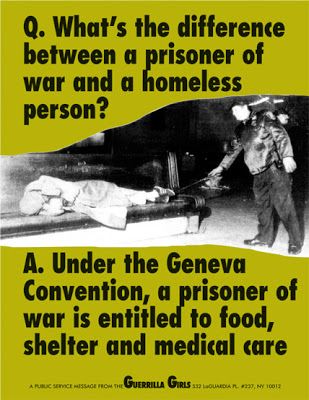 Q. What's the difference
between a prisoner of
war and a homeless
person?
A. Under the Geneva
Convention, a prisoner of
war is entitled to food,
shelter and medical care
A PUBLIC SERVICE MESSAGE FROM THE GUERRILLA GIRLS 532 LaGUARDIA PL. #237, NY 10012